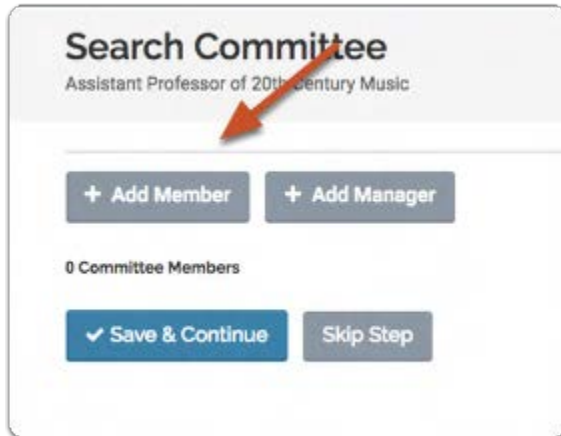 Search Committee
Assistant Professor of 20th Century Music
+ Add Member + Add Manager
0 Committee Members
✔ Save & Continue Skip Step